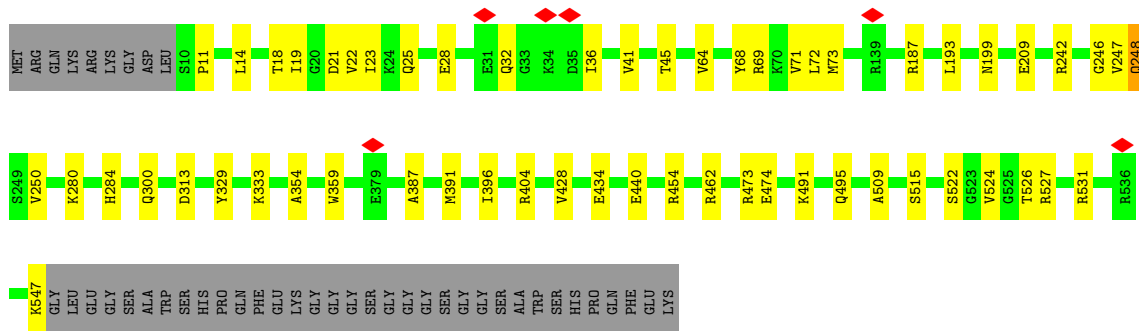 MET ARG GLN LYS ARG LYS GLY ASP LEU S10 P11 L14 T18 I19 G20 D21 V22 I23 K24 Q25 E28 E31 Q32 G33 K34 D35 I36 V41 T45 V64 Y68 R69 K70 V71 L72 M73 R139 R187 L193 N199 E209 R242 G246 V247 Q248
S249 V250 K280 H284 Q300 D313 Y329 K333 A354 W359 E379 A387 M391 I396 R404 V428 E434 E440 R454 R462 R473 E474 K491 Q495 A509 S515 S522 G523 V524 G525 T526 R527 R531 R536
K547 GLY LEU GLU GLY SER ALA TRP SER HIS PRO GLN PHE GLU LYS GLY GLY GLY SER GLY GLY GLY SER GLY GLY SER ALA TRP SER HIS PRO GLN PHE GLU LYS